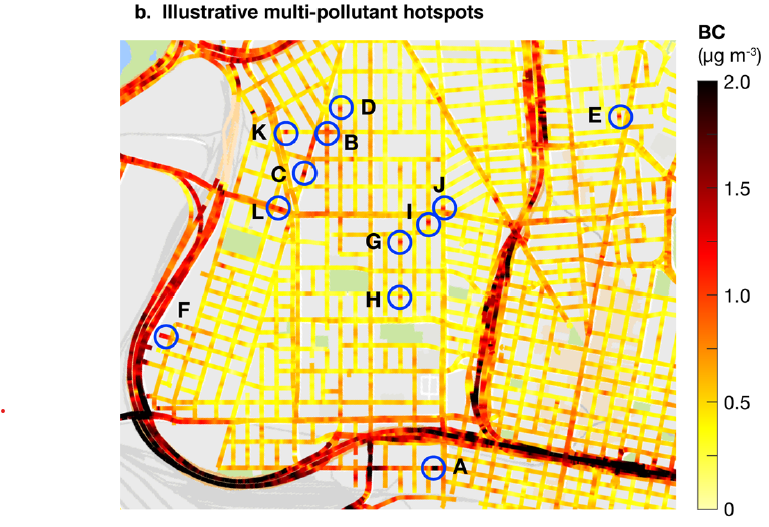 b. Illustrative multi-pollutant hotspots
BC
(µg m-3)
2.0
1.5
1.0
0.5
0
D
E
K
B
C
J
L
I
G
H
F
A